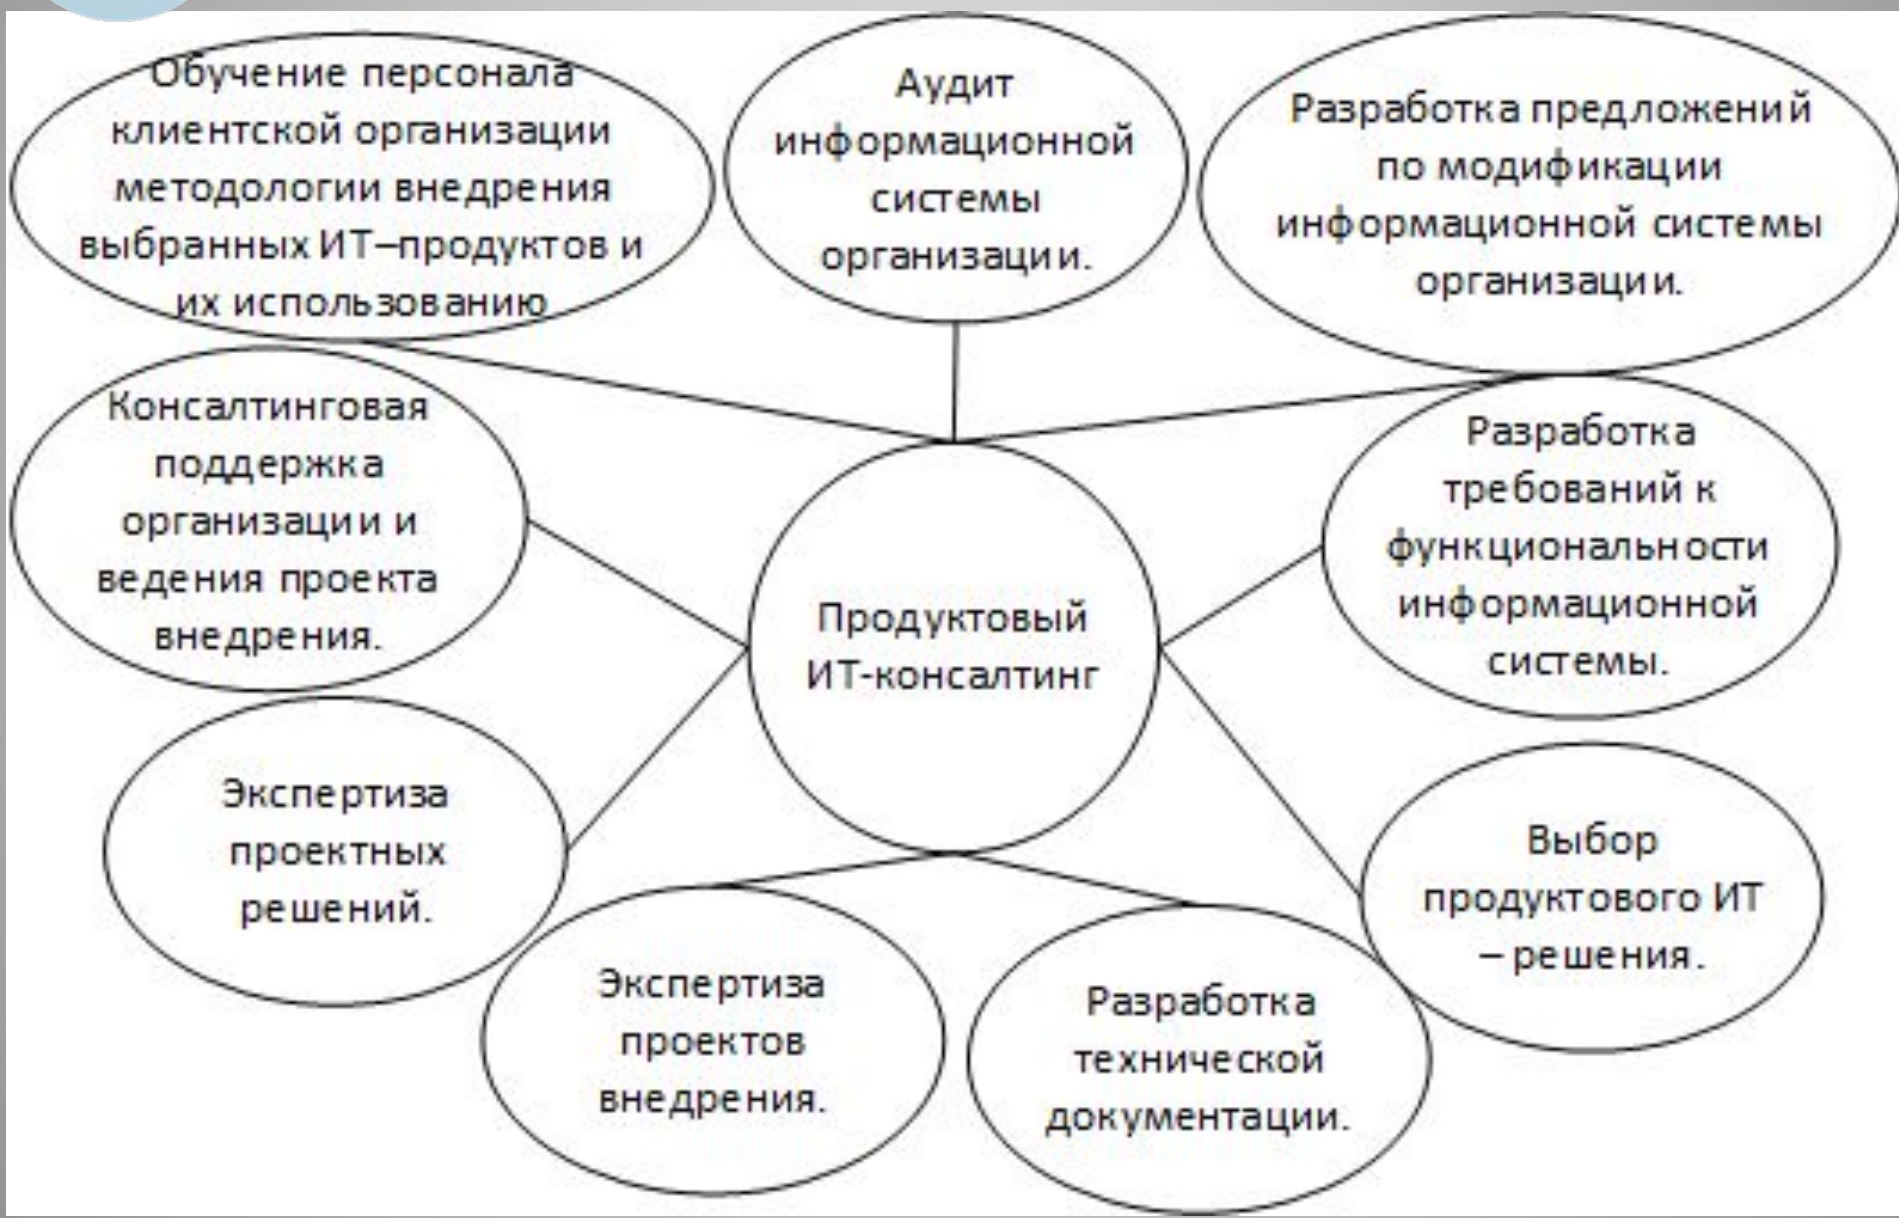 Обучение персонала
клиентской организации
методологии внедрения
выбранных ИТ–продуктов и
их использованию
Аудит
информационной
системы
организации.
Разработка предложений
по модификации
информационной системы
организации.
Консалтинговая
поддержка
организации и
ведения проекта
внедрения.
Продуктовый
ИТ-консалтинг
Разработка
требований к
функциональности
информационной
системы.
Экспертиза
проектных
решений.
Выбор
продуктового ИТ
– решения.
Экспертиза
проектов
внедрения.
Разработка
технической
документации.